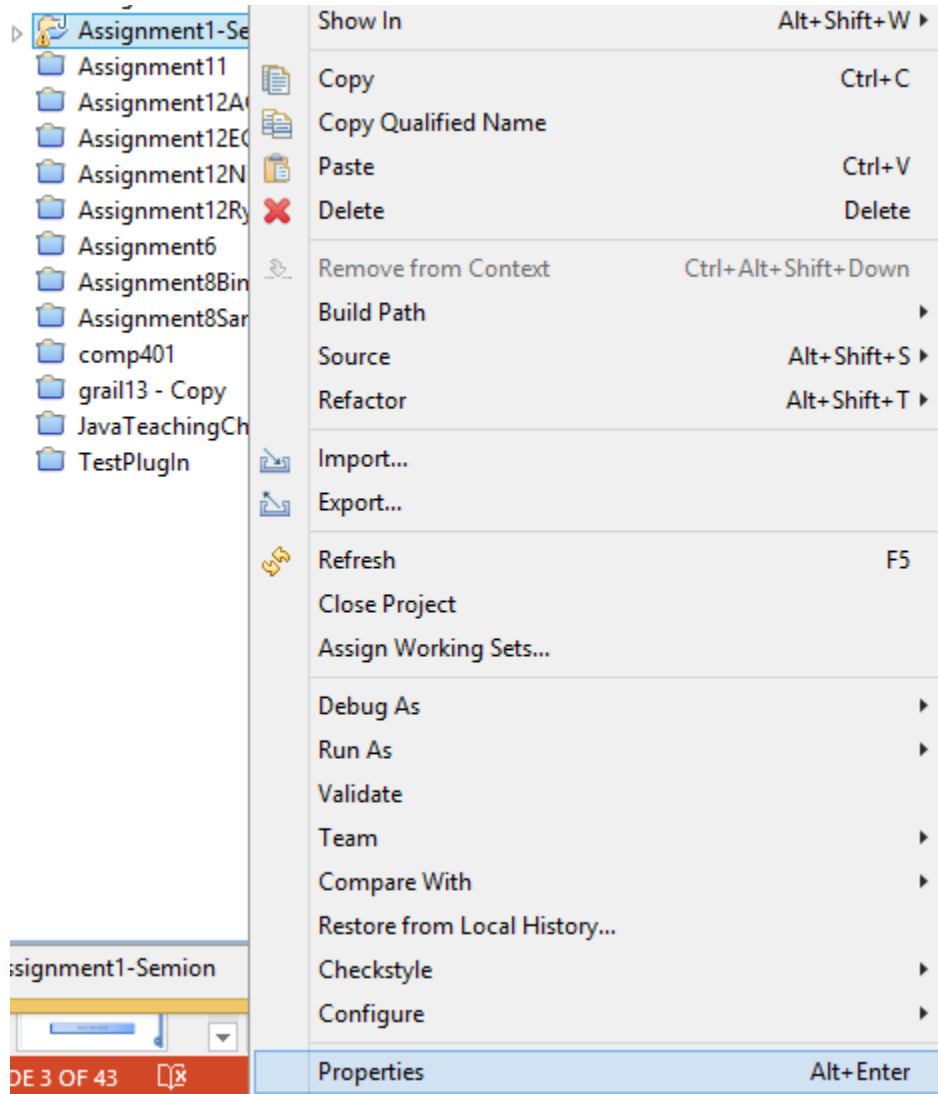 Assignment1-Se
Assignment11
Assignment12A
Assignment12E
Assignment12N
Assignment12Ry
Assignment6
Assignment8Bin
Assignment8Sar
comp401
grail13 - Copy
JavaTeachingCh
TestPlugIn
ssignment1-Semion
DE 3 OF 43
Show In Alt+Shift+W
Copy Ctrl+C
Copy Qualified Name
Paste Ctrl+V
Delete Delete
Remove from Context Ctrl+Alt+Shift+Down
Build Path
Source Alt+Shift+S
Refactor Alt+Shift+T
Import...
Export...
Refresh F5
Close Project
Assign Working Sets...
Debug As
Run As
Validate
Team
Compare With
Restore from Local History...
Checkstyle
Configure
Properties Alt+Enter